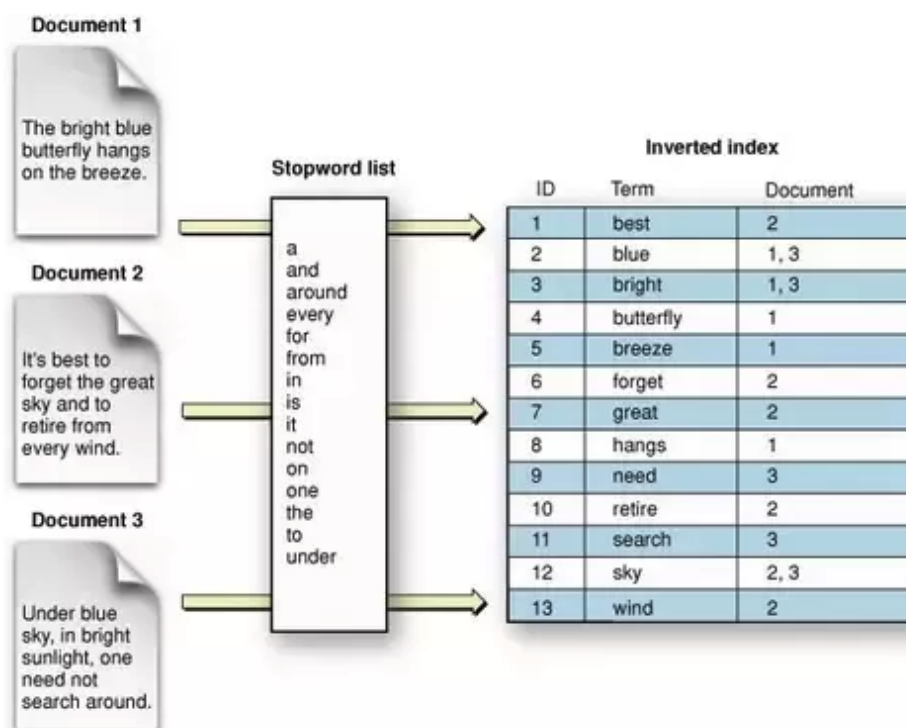 Document 1
The bright blue
butterfly hangs
on the breeze.
Document 2
It's best to
forget the great
sky and to
retire from
every wind.
Document 3
Under blue
sky, in bright
sunlight, one
need not
search around.
Stopword list
a
and
around
every
for
from
in
is
it
not
on
one
the
to
under
Inverted index
ID Term Document
1 best 2
2 blue 1, 3
3 bright 1, 3
4 butterfly 1
5 breeze 1
6 forget 2
7 great 2
8 hangs 1
9 need 3
10 retire 2
11 search 3
12 sky 2, 3
13 wind 2